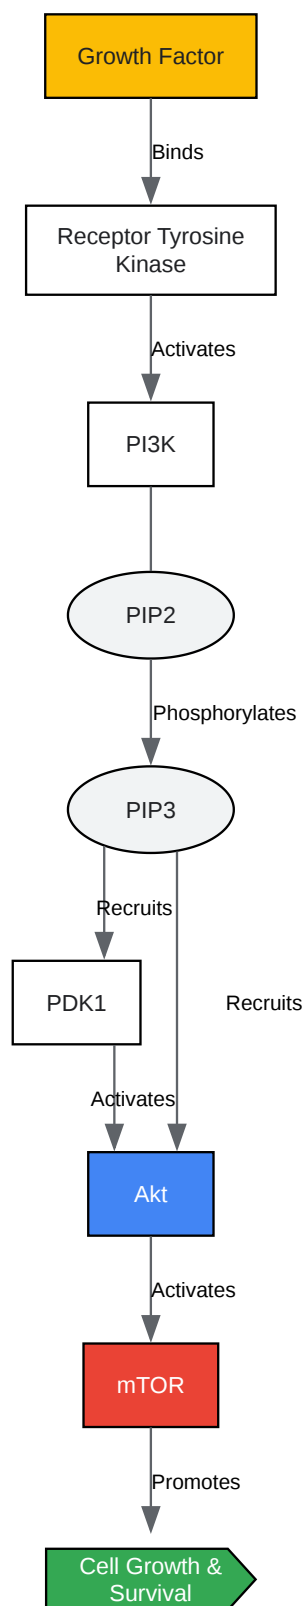 Growth Factor
Binds
Receptor Tyrosine
Kinase
Activates
PI3K
PIP2
Phosphorylates
PIP3
Recruits
PDK1
Recruits
Activates
Akt
Activates
mTOR
Promotes
Cell Growth &
Survival